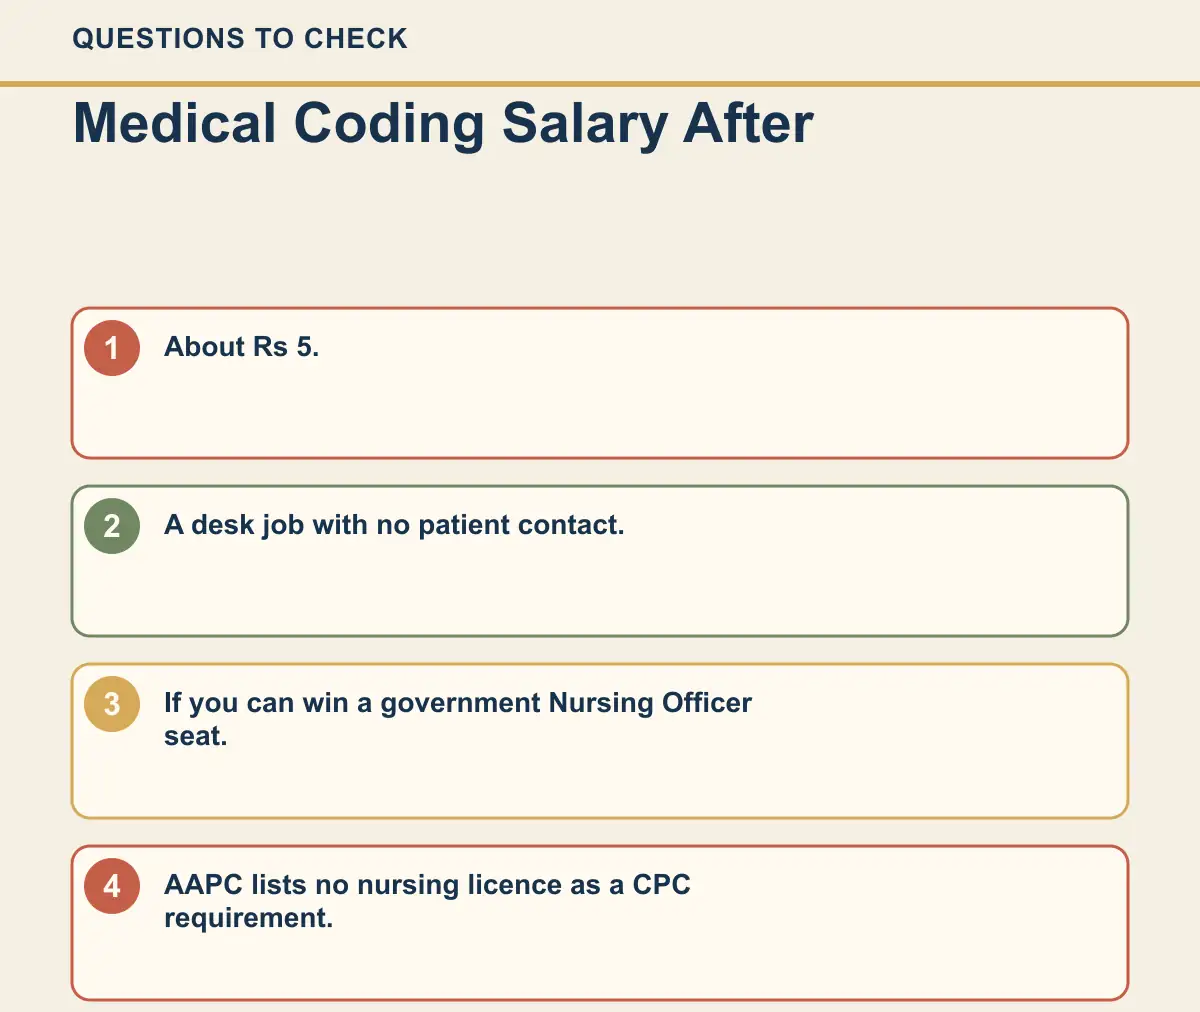 QUESTIONS TO CHECK
Medical Coding Salary After
1
About Rs 5.
2
A desk job with no patient contact.
3
If you can win a government Nursing Officer
seat.
4
AAPC lists no nursing licence as a CPC
requirement.